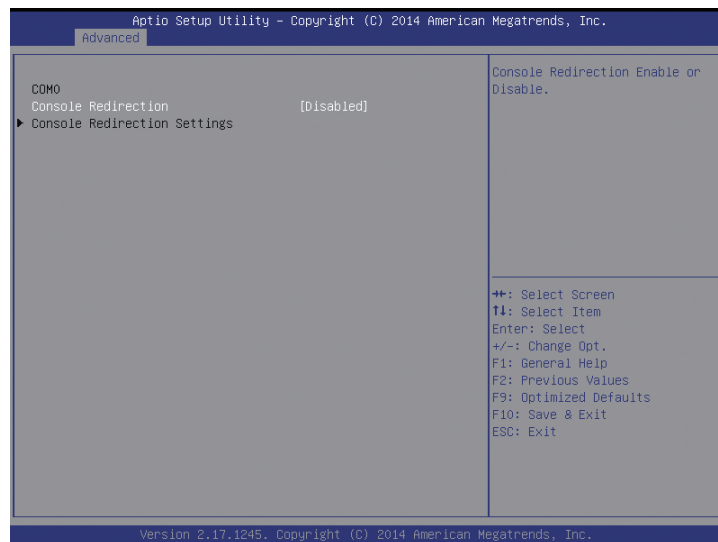 Aptio Setup Utility – Copyright (C) 2014 American Megatrends, Inc.
Advanced
COM0
Console Redirection [Disabled]
► Console Redirection Settings
Console Redirection Enable or
Disable.
→←: Select Screen
↑↓: Select Item
Enter: Select
+/-: Change Opt.
F1: General Help
F2: Previous Values
F9: Optimized Defaults
F10: Save & Exit
ESC: Exit
Version 2.17.1245. Copyright (C) 2014 American Megatrends, Inc.